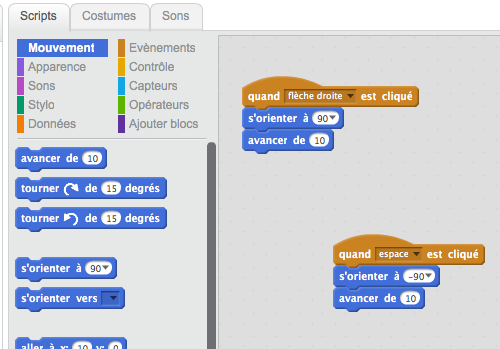 Scripts Costumes Sons
Mouvement Evènements
Apparence Contrôle
Sons Capteurs
Stylo Opérateurs
Données Ajouter blocs
avancer de 10
tourner de 15 degrés
tourner de 15 degrés
s'orienter à 90
s'orienter vers
aller à x: 10 y: 0
quand flèche droite est cliqué
s'orienter à 90
avancer de 10
quand espace est cliqué
s'orienter à -90
avancer de 10